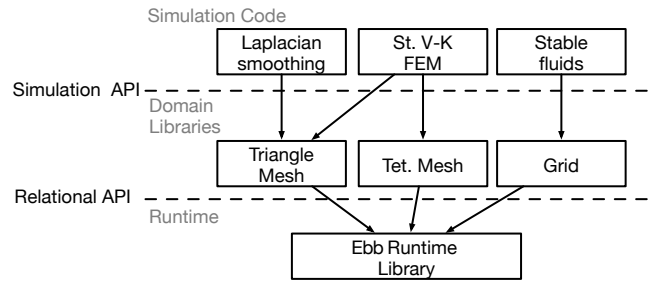 Simulation Code
Laplacian
smoothing
St. V-K
FEM
Stable
fluids
Simulation API
Domain
Libraries
Triangle
Mesh
Tet. Mesh
Grid
Relational API
Runtime
Ebb Runtime
Library